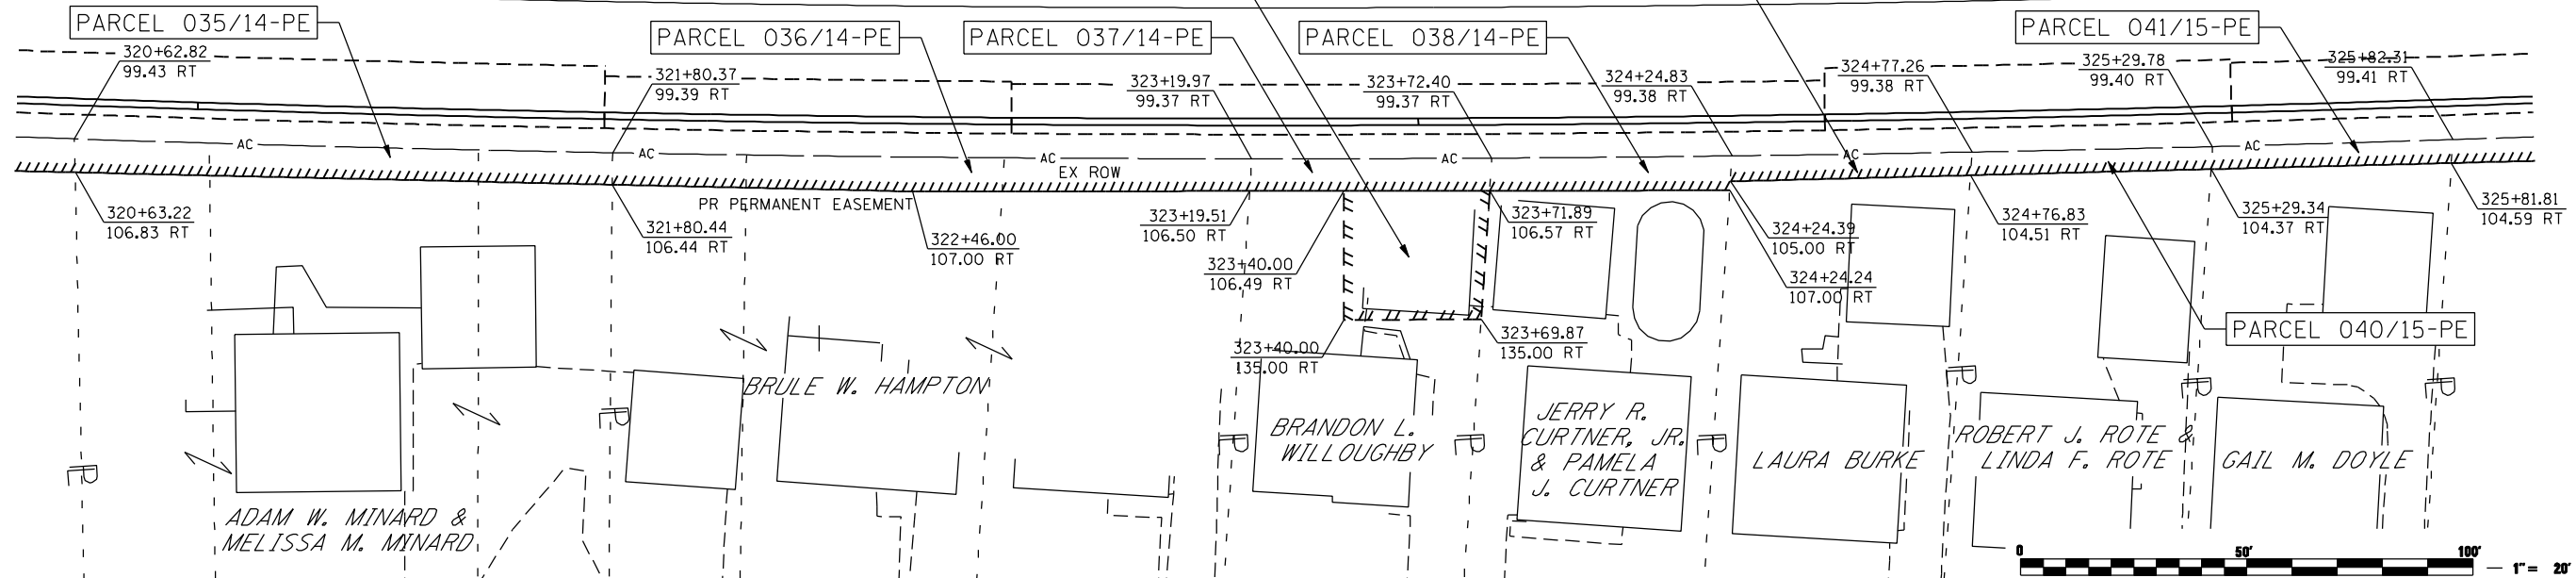 PARCEL 035/14-PE
PARCEL 036/14-PE
PARCEL 037/14-PE
PARCEL 038/14-PE
PARCEL 041/15-PE
320+62.82
99.43 RT
321+80.37
99.39 RT
323+19.97
99.37 RT
323+72.40
99.37 RT
324+24.83
99.38 RT
324+77.26
99.38 RT
325+29.78
99.40 RT
325+82.31
99.41 RT
AC
AC
AC
AC
AC
AC
EX ROW
PR PERMANENT EASEMENT
320+63.22
106.83 RT
321+80.44
106.44 RT
322+46.00
107.00 RT
323+19.51
106.50 RT
323+40.00
106.49 RT
323+71.89
106.57 RT
324+24.39
105.00 RT
324+24.24
107.00 RT
324+76.83
104.51 RT
325+29.34
104.37 RT
325+81.81
104.59 RT
323+40.00
135.00 RT
323+69.87
135.00 RT
PARCEL 040/15-PE
BRULE W. HAMPTON
BRANDON L.
WILLOUGHBY
JERRY R.
CURTNER, JR.
& PAMELA
J. CURTNER
LAURA BURKE
ROBERT J. ROTE &
LINDA F. ROTE
GAIL M. DOYLE
ADAM W. MINARD &
MELISSA M. MINARD
0 50' 100'
1" = 20'